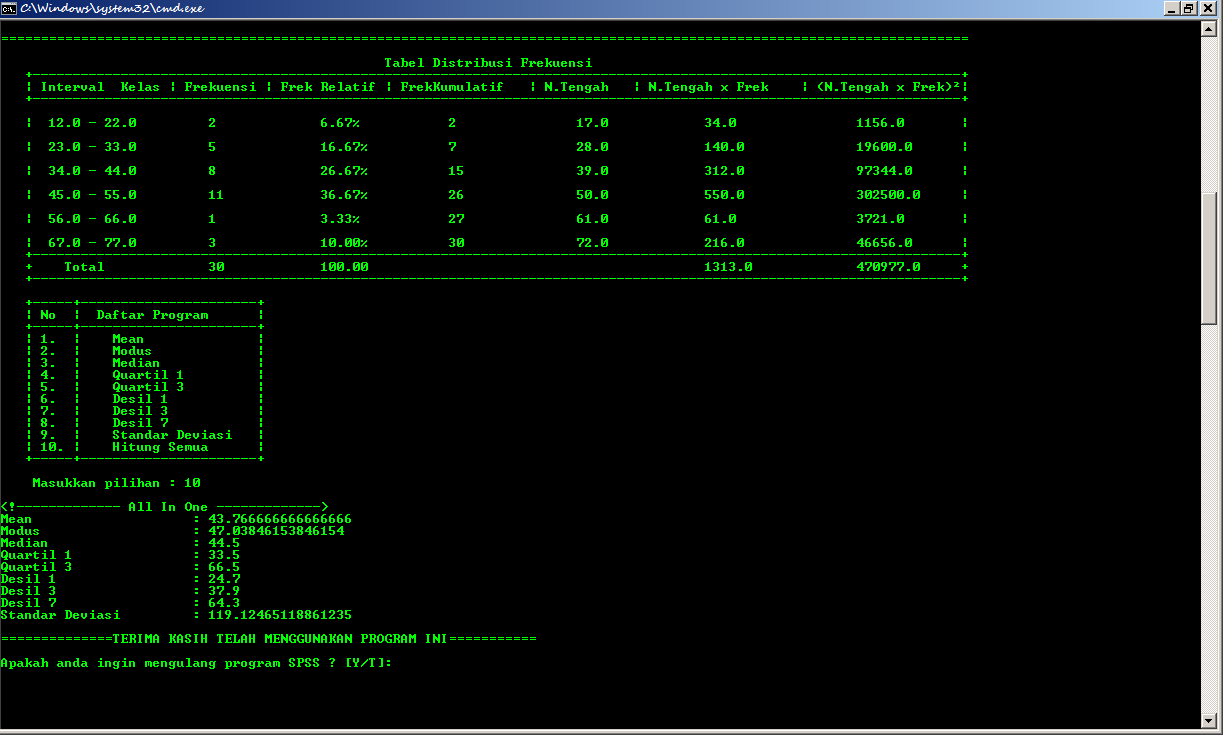 C:\Windows\system32\cmd.exe
=========================================================================================================================
Tabel Distribusi Frekuensi
+--------------------------------------------------------------------------------------------------------------------+
¦ Interval  Kelas ¦ Frekuensi ¦ Frek Relatif ¦ FrekKumulatif   ¦ N.Tengah   ¦ N.Tengah x Frek    ¦ (N.Tengah x Frek)²¦
+--------------------------------------------------------------------------------------------------------------------+
¦  12.0 - 22.0         2             6.67%           2               17.0            34.0               1156.0       ¦
¦  23.0 - 33.0         5             16.67%          7               28.0            140.0              19600.0      ¦
¦  34.0 - 44.0         8             26.67%          15              39.0            312.0              97344.0      ¦
¦  45.0 - 55.0         11            36.67%          26              50.0            550.0              302500.0     ¦
¦  56.0 - 66.0         1             3.33%           27              61.0            61.0               3721.0       ¦
¦  67.0 - 77.0         3             10.00%          30              72.0            216.0              46656.0      ¦
+--------------------------------------------------------------------------------------------------------------------+
+    Total             30            100.00                                          1313.0             470977.0     +
+--------------------------------------------------------------------------------------------------------------------+
+-----+----------------------+
¦ No  ¦  Daftar Program      ¦
+-----+----------------------+
¦ 1.  ¦    Mean              ¦
¦ 2.  ¦    Modus             ¦
¦ 3.  ¦    Median            ¦
¦ 4.  ¦    Quartil 1         ¦
¦ 5.  ¦    Quartil 3         ¦
¦ 6.  ¦    Desil 1           ¦
¦ 7.  ¦    Desil 3           ¦
¦ 8.  ¦    Desil 7           ¦
¦ 9.  ¦    Standar Deviasi   ¦
¦ 10. ¦    Hitung Semua      ¦
+-----+----------------------+
Masukkan pilihan : 10
<!------------- All In One ------------->
Mean                    : 43.766666666666666
Modus                   : 47.03846153846154
Median                  : 44.5
Quartil 1               : 33.5
Quartil 3               : 66.5
Desil 1                 : 24.7
Desil 3                 : 37.9
Desil 7                 : 64.3
Standar Deviasi         : 119.12465118861235
==============TERIMA KASIH TELAH MENGGUNAKAN PROGRAM INI===========
Apakah anda ingin mengulang program SPSS ? [Y/T]: